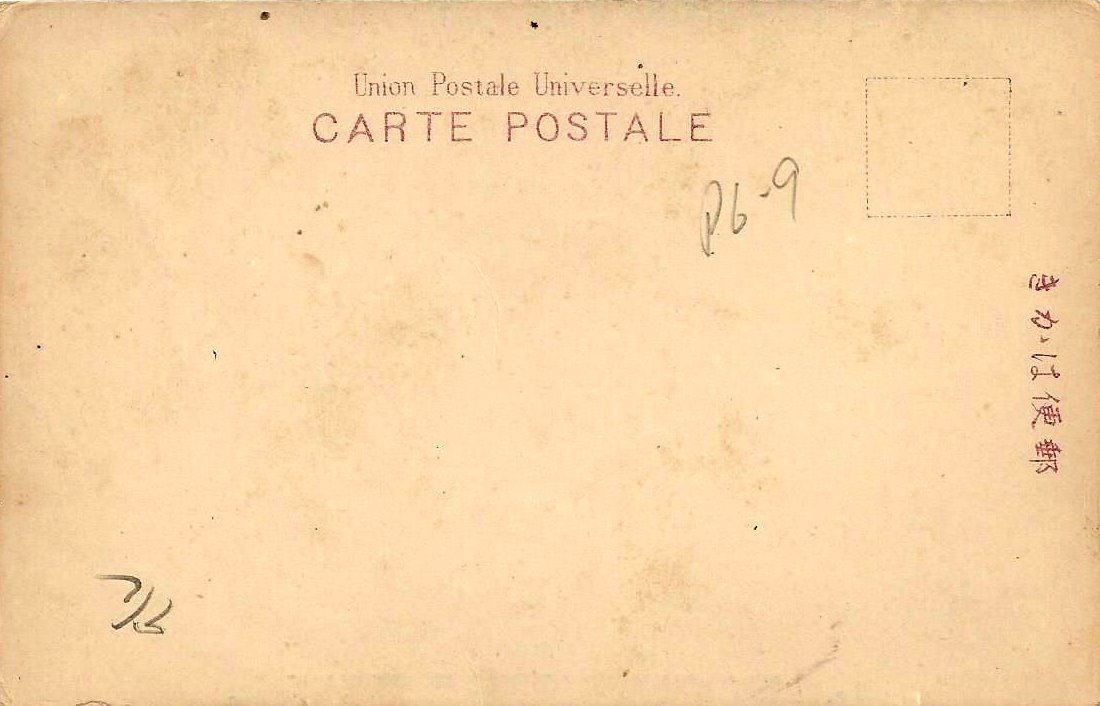 Union Postale Universelle.
CARTE POSTALE
P6-9
郵便はがき